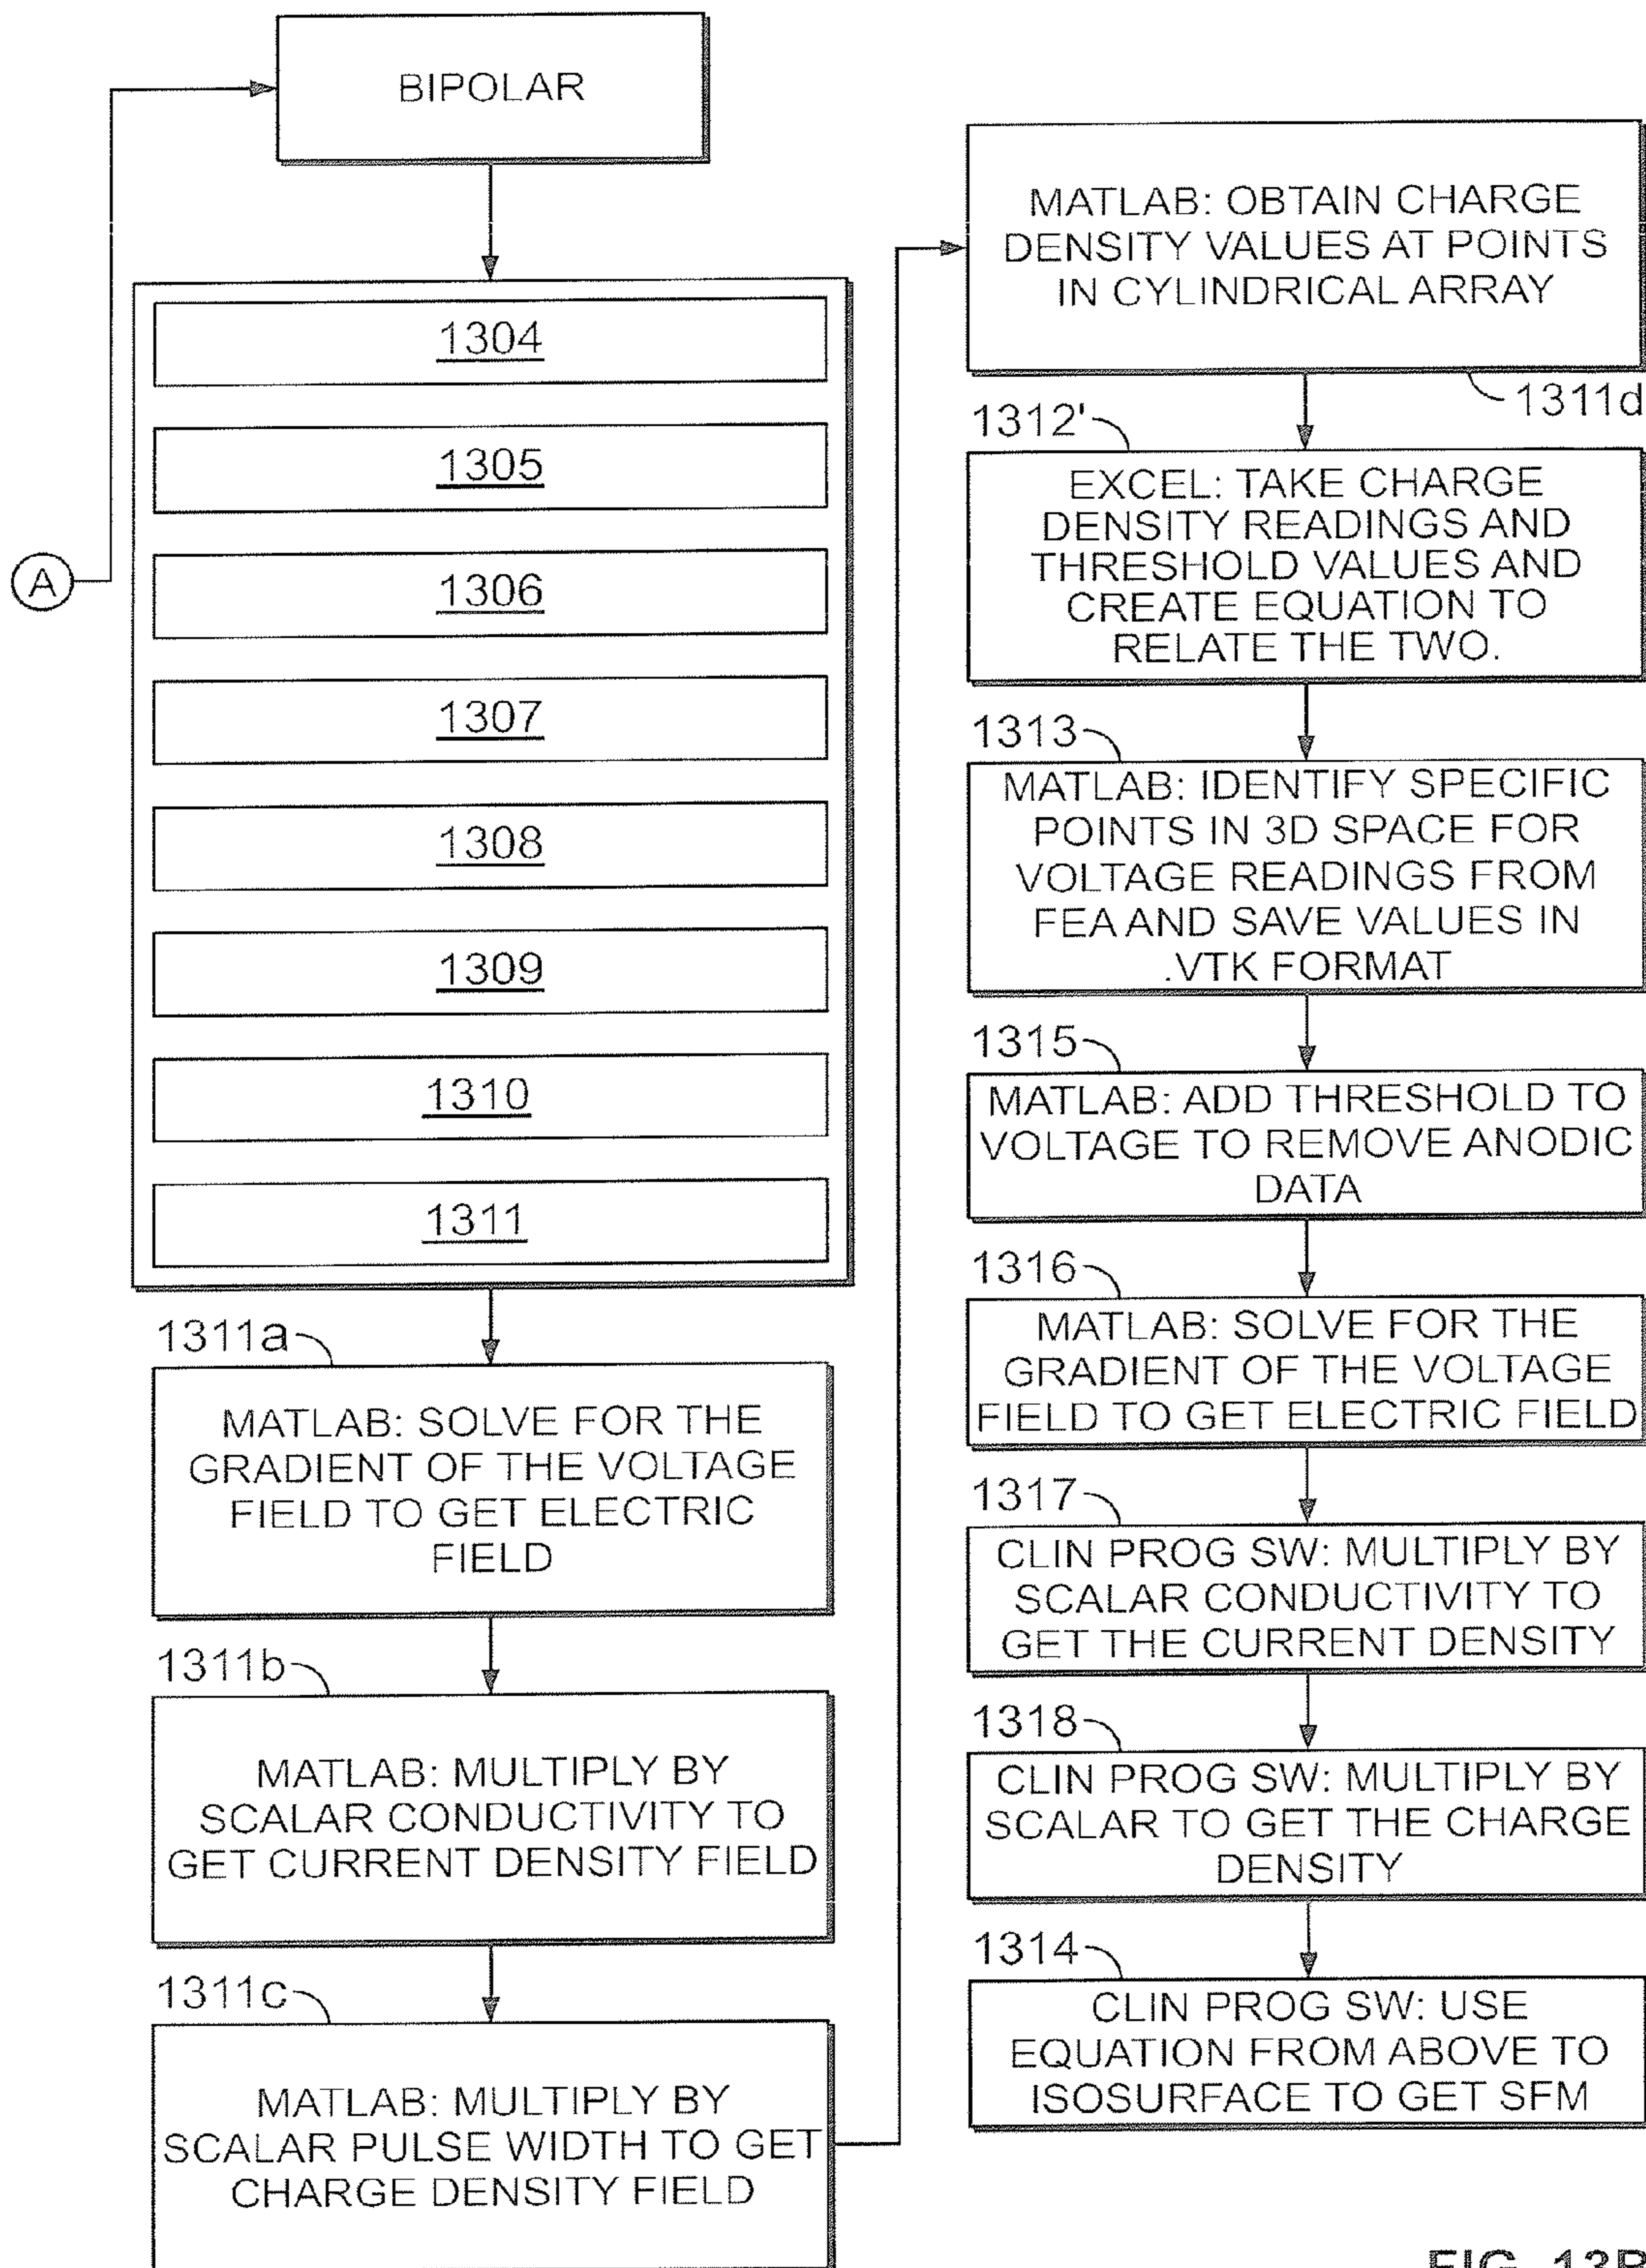 BIPOLAR
A
1304
1305
1306
1307
1308
1309
1310
1311
1311a
MATLAB: SOLVE FOR THE
GRADIENT OF THE VOLTAGE
FIELD TO GET ELECTRIC
FIELD
1311b
MATLAB: MULTIPLY BY
SCALAR CONDUCTIVITY TO
GET CURRENT DENSITY FIELD
1311c
MATLAB: MULTIPLY BY
SCALAR PULSE WIDTH TO GET
CHARGE DENSITY FIELD
MATLAB: OBTAIN CHARGE
DENSITY VALUES AT POINTS
IN CYLINDRICAL ARRAY
1311d
1312'
EXCEL: TAKE CHARGE
DENSITY READINGS AND
THRESHOLD VALUES AND
CREATE EQUATION TO
RELATE THE TWO.
1313
MATLAB: IDENTIFY SPECIFIC
POINTS IN 3D SPACE FOR
VOLTAGE READINGS FROM
FEA AND SAVE VALUES IN
.VTK FORMAT
1315
MATLAB: ADD THRESHOLD TO
VOLTAGE TO REMOVE ANODIC
DATA
1316
MATLAB: SOLVE FOR THE
GRADIENT OF THE VOLTAGE
FIELD TO GET ELECTRIC FIELD
1317
CLIN PROG SW: MULTIPLY BY
SCALAR CONDUCTIVITY TO
GET THE CURRENT DENSITY
1318
CLIN PROG SW: MULTIPLY BY
SCALAR TO GET THE CHARGE
DENSITY
1314
CLIN PROG SW: USE
EQUATION FROM ABOVE TO
ISOSURFACE TO GET SFM
FIG. 13B